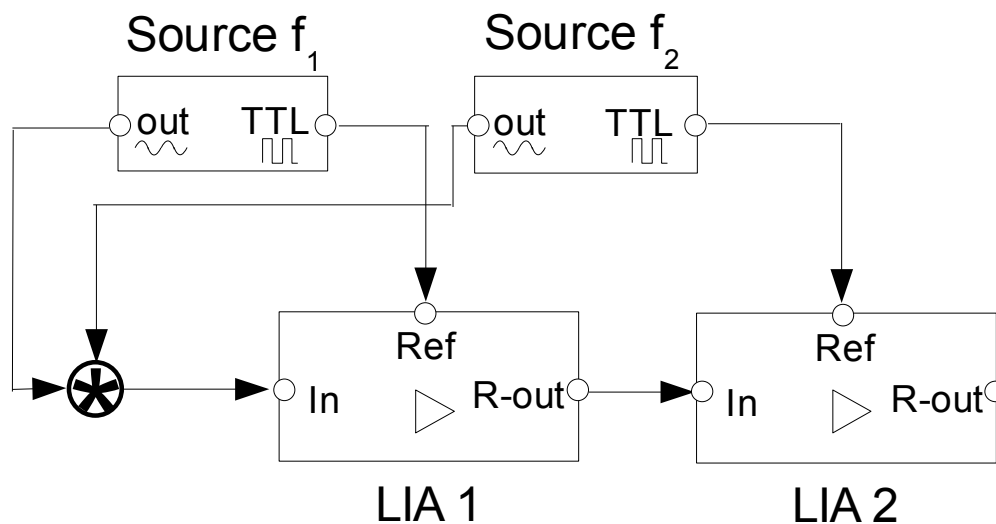 Source f1
Source f2
out TTL
out TTL
Ref
In
R-out
Ref
In
R-out
LIA 1
LIA 2